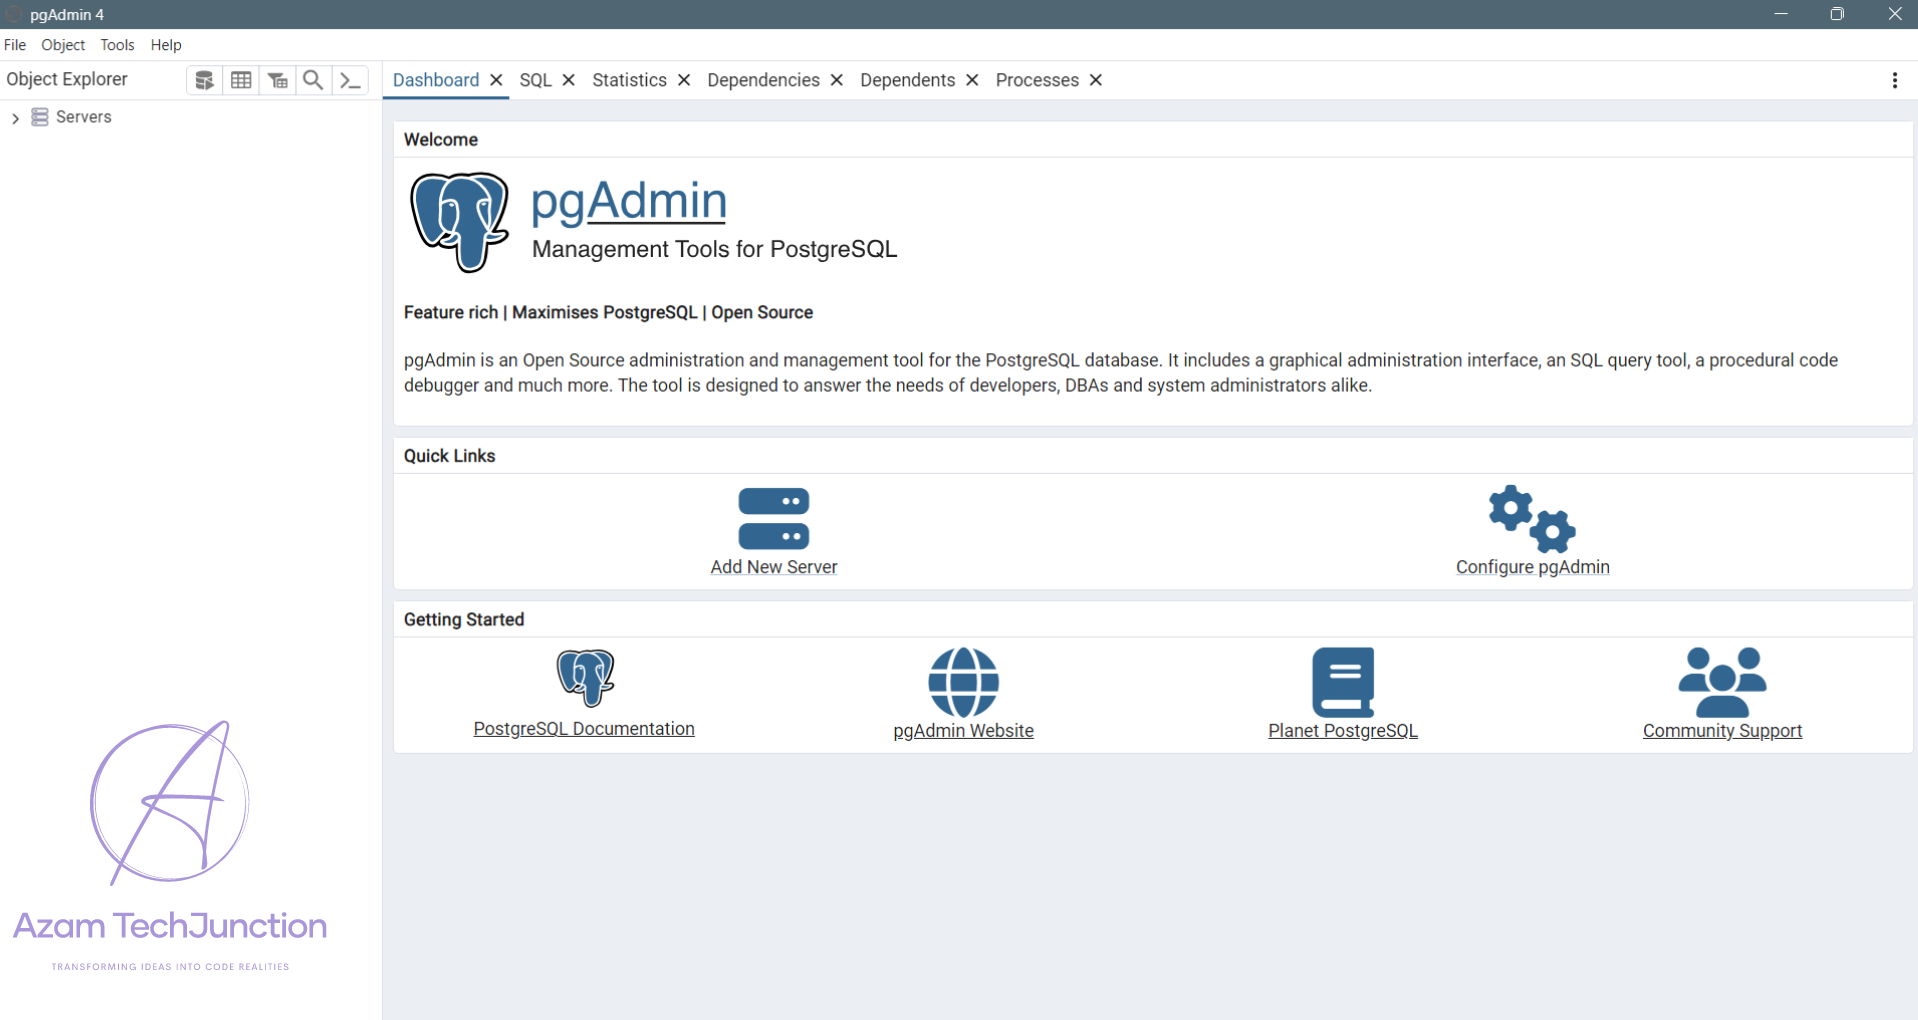 pgAdmin 4
File Object Tools Help
Object Explorer
Dashboard SQL Statistics Dependencies Dependents Processes
Servers
Welcome
pgAdmin
Management Tools for PostgreSQL
Feature rich | Maximises PostgreSQL | Open Source
pgAdmin is an Open Source administration and management tool for the PostgreSQL database. It includes a graphical administration interface, an SQL query tool, a procedural code
debugger and much more. The tool is designed to answer the needs of developers, DBAs and system administrators alike.
Quick Links
Add New Server
Configure pgAdmin
Getting Started
PostgreSQL Documentation
pgAdmin Website
Planet PostgreSQL
Community Support
Azam TechJunction
TRANSFORMING IDEAS INTO CODE REALITIES